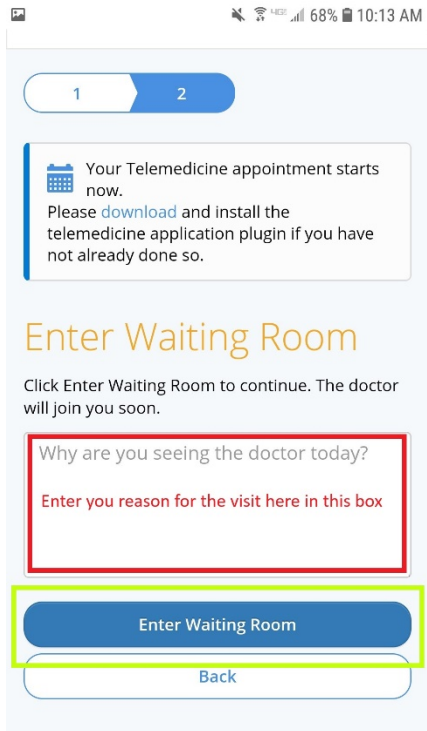 68% 10:13 AM
1 2
Your Telemedicine appointment starts
now.
Please download and install the
telemedicine application plugin if you have
not already done so.
Enter Waiting Room
Click Enter Waiting Room to continue. The doctor
will join you soon.
Why are you seeing the doctor today?
Enter you reason for the visit here in this box
Enter Waiting Room
Back